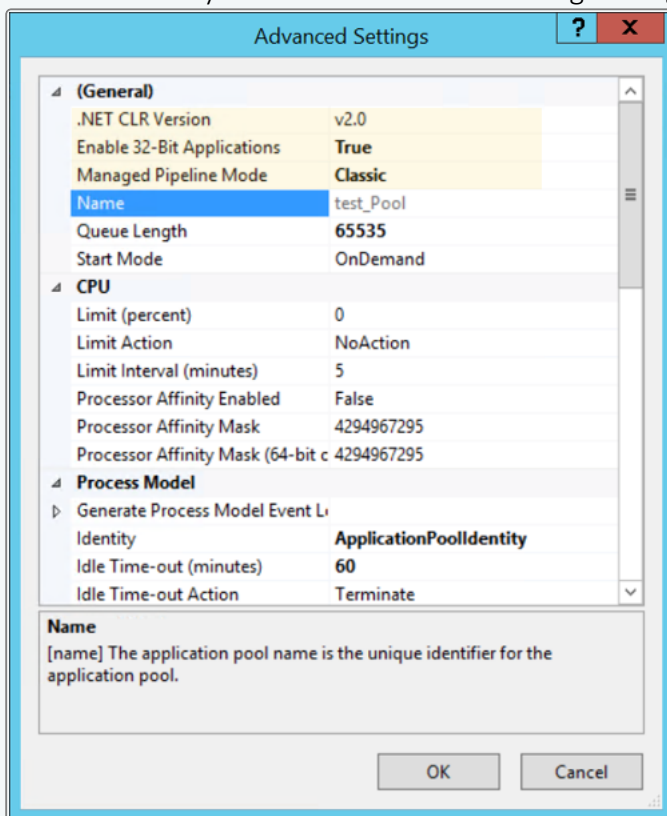 Advanced Settings
? X
(General)
.NET CLR Version v2.0
Enable 32-Bit Applications True
Managed Pipeline Mode Classic
Name test_Pool
Queue Length 65535
Start Mode OnDemand
CPU
Limit (percent) 0
Limit Action NoAction
Limit Interval (minutes) 5
Processor Affinity Enabled False
Processor Affinity Mask 4294967295
Processor Affinity Mask (64-bit c 4294967295
Process Model
Generate Process Model Event L
Identity ApplicationPoolIdentity
Idle Time-out (minutes) 60
Idle Time-out Action Terminate
Name
[name] The application pool name is the unique identifier for the
application pool.
OK Cancel